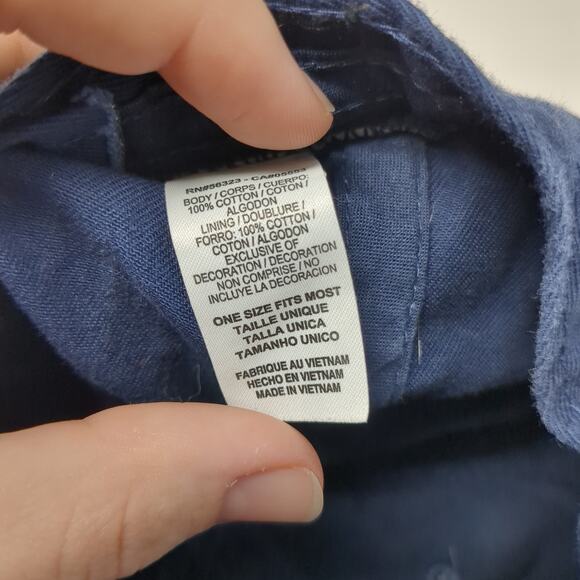 RN#56323 - CA#05553
BODY / CORPS / CUERPO:
100% COTTON / COTON /
ALGODON
LINING / DOUBLURE /
FORRO: 100% COTTON /
COTON / ALGODON
EXCLUSIVE OF
DECORATION / DECORATION
NON COMPRISE / NO
INCLUYE LA DECORACION
ONE SIZE FITS MOST
TAILLE UNIQUE
TALLA UNICA
TAMANHO UNICO
FABRIQUE AU VIETNAM
HECHO EN VIETNAM
MADE IN VIETNAM